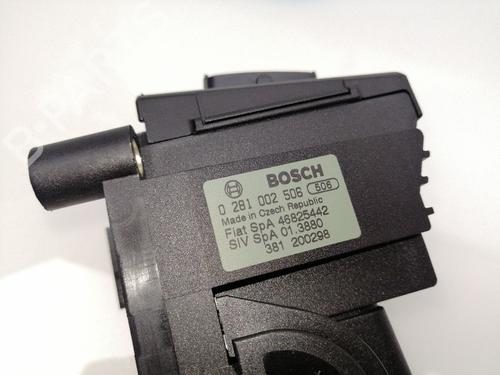 BOSCH
0 281 002 506 506
Made in Czech Republic
Fiat SpA 46825442
SIV SpA 01.3880
381 200298
B-PARTS